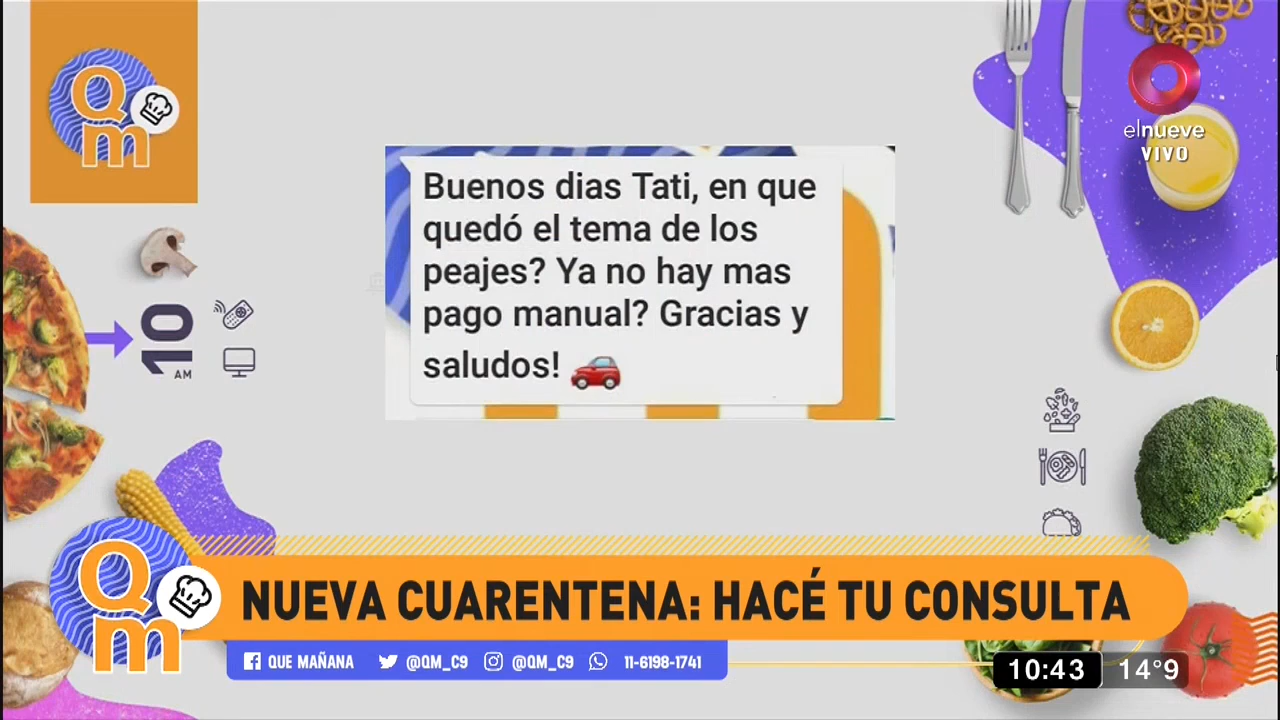 Qm
elnueve
VIVO
Buenos dias Tati, en que
quedó el tema de los
peajes? Ya no hay mas
pago manual? Gracias y
saludos!
10
AM
Qm
NUEVA CUARENTENA: HACÉ TU CONSULTA
QUE MAÑANA @QM_C9 @QM_C9 11-6198-1741
10:43 14°9